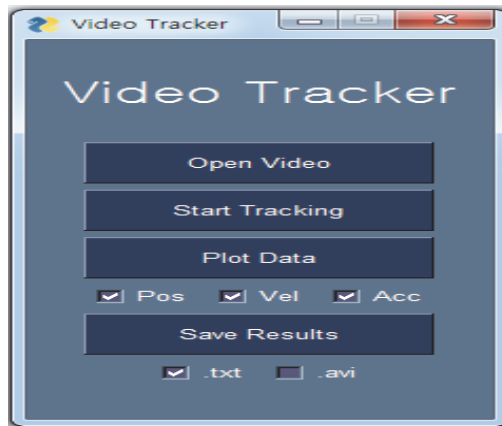 Video Tracker
Video Tracker
Open Video
Start Tracking
Plot Data
Pos Vel Acc
Save Results
.txt .avi